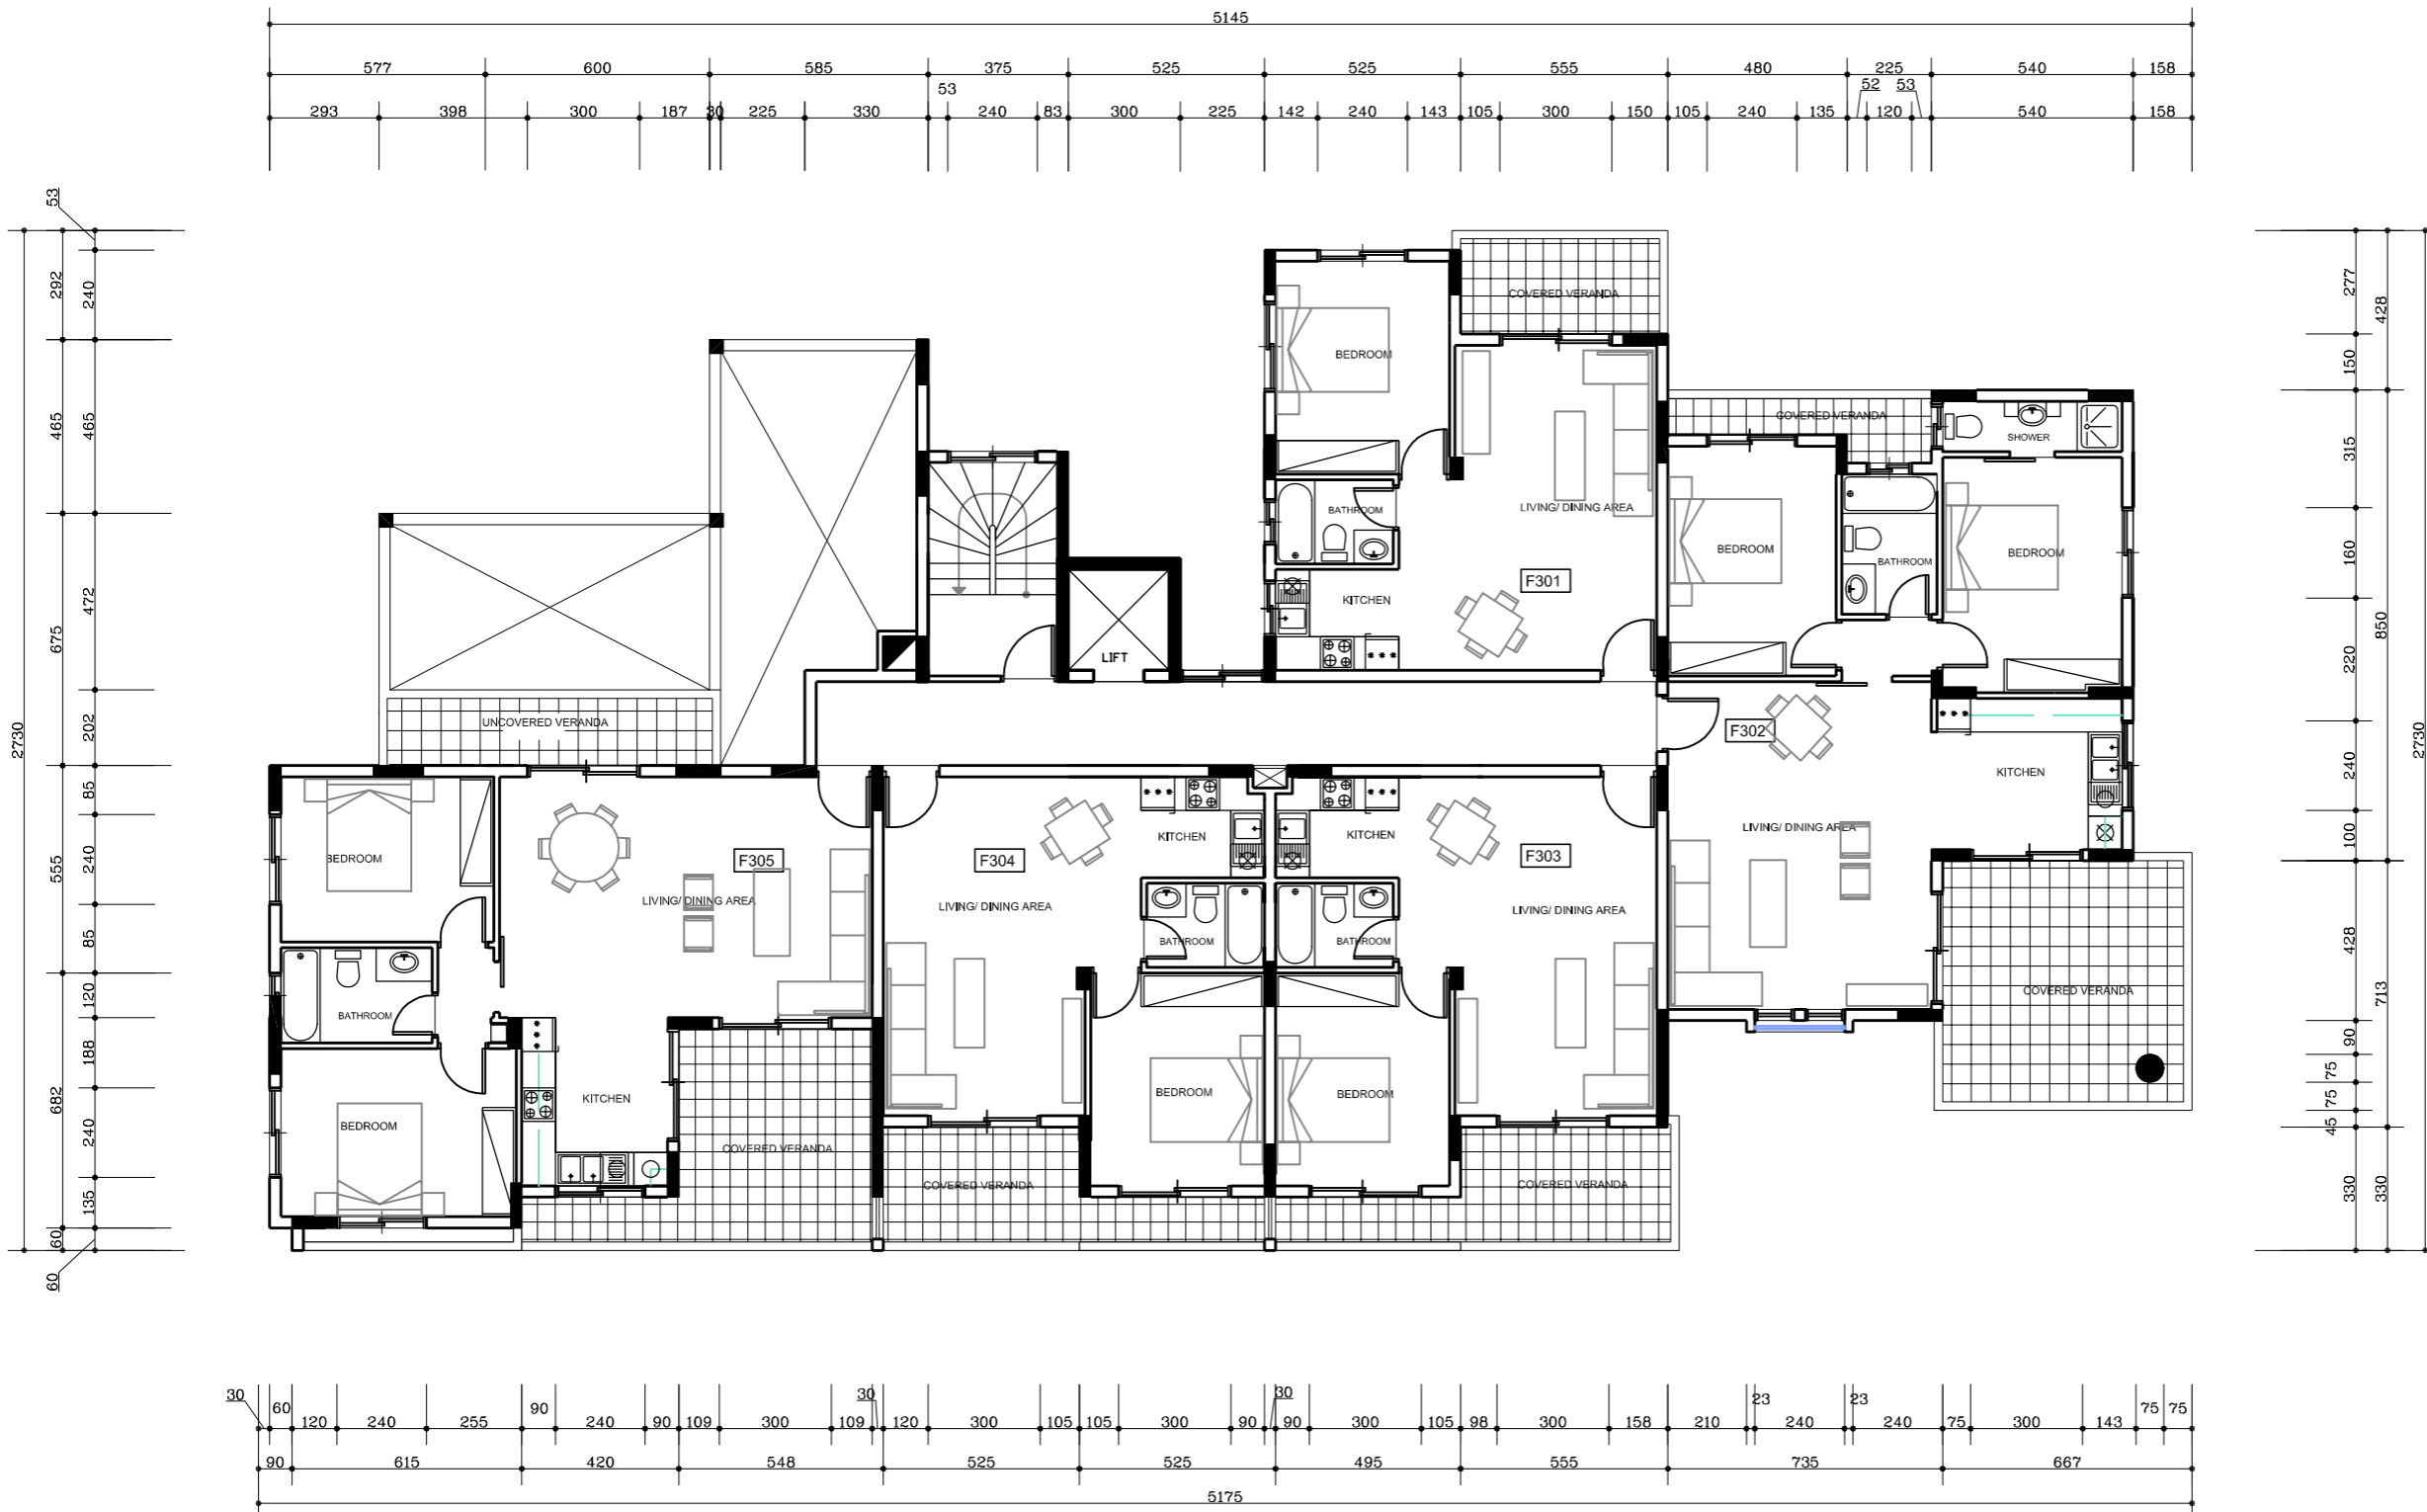 5145
577 600 585 375 525 525 555 480 225 540 158
53 52 53
293 398 300 187 30 225 330 240 83 300 225 142 240 143 105 300 150 105 240 135 120 540 158
53
2730
292 465 675 555 682 60
240 465 472 202 85 240 85 120 188 240 135
60
277 150 315 160 220 240 100 428 90 75 75 45 330
428 850 713 330
2730
COVERED VERANDA
BEDROOM
COVERED VERANDA
SHOWER
LIVING/ DINING AREA
BATHROOM
BEDROOM
BEDROOM
BATHROOM
F301
KITCHEN
LIFT
UNCOVERED VERANDA
F302
KITCHEN
LIVING/ DINING AREA
KITCHEN
KITCHEN
BEDROOM
F305
F304
F303
LIVING/ DINING AREA
LIVING/ DINING AREA
LIVING/ DINING AREA
BATHROOM
BATHROOM
COVERED VERANDA
BATHROOM
BEDROOM
BEDROOM
KITCHEN
BEDROOM
COVERED VERANDA
COVERED VERANDA
COVERED VERANDA
30 60 90 30 30 23 23 75 75
120 240 255 240 90 109 300 109 120 300 105 105 300 90 90 300 105 98 300 158 210 240 240 75 300 143
90 615 420 548 525 525 495 555 735 667
5175